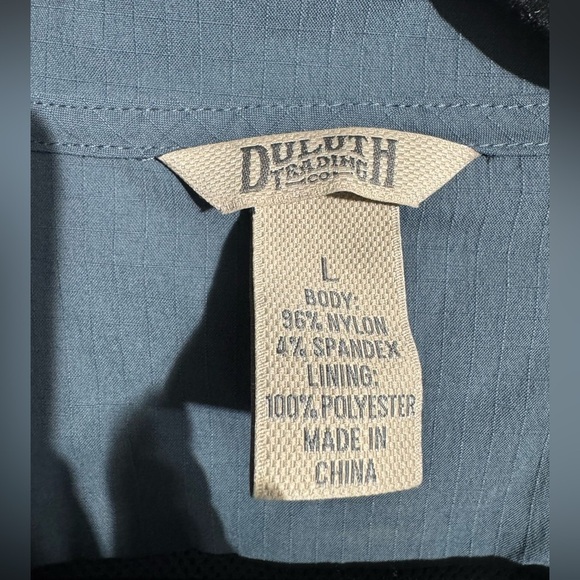 DULUTH
TRADING
CO
L
BODY:
96% NYLON
4% SPANDEX
LINING:
100% POLYESTER
MADE IN
CHINA